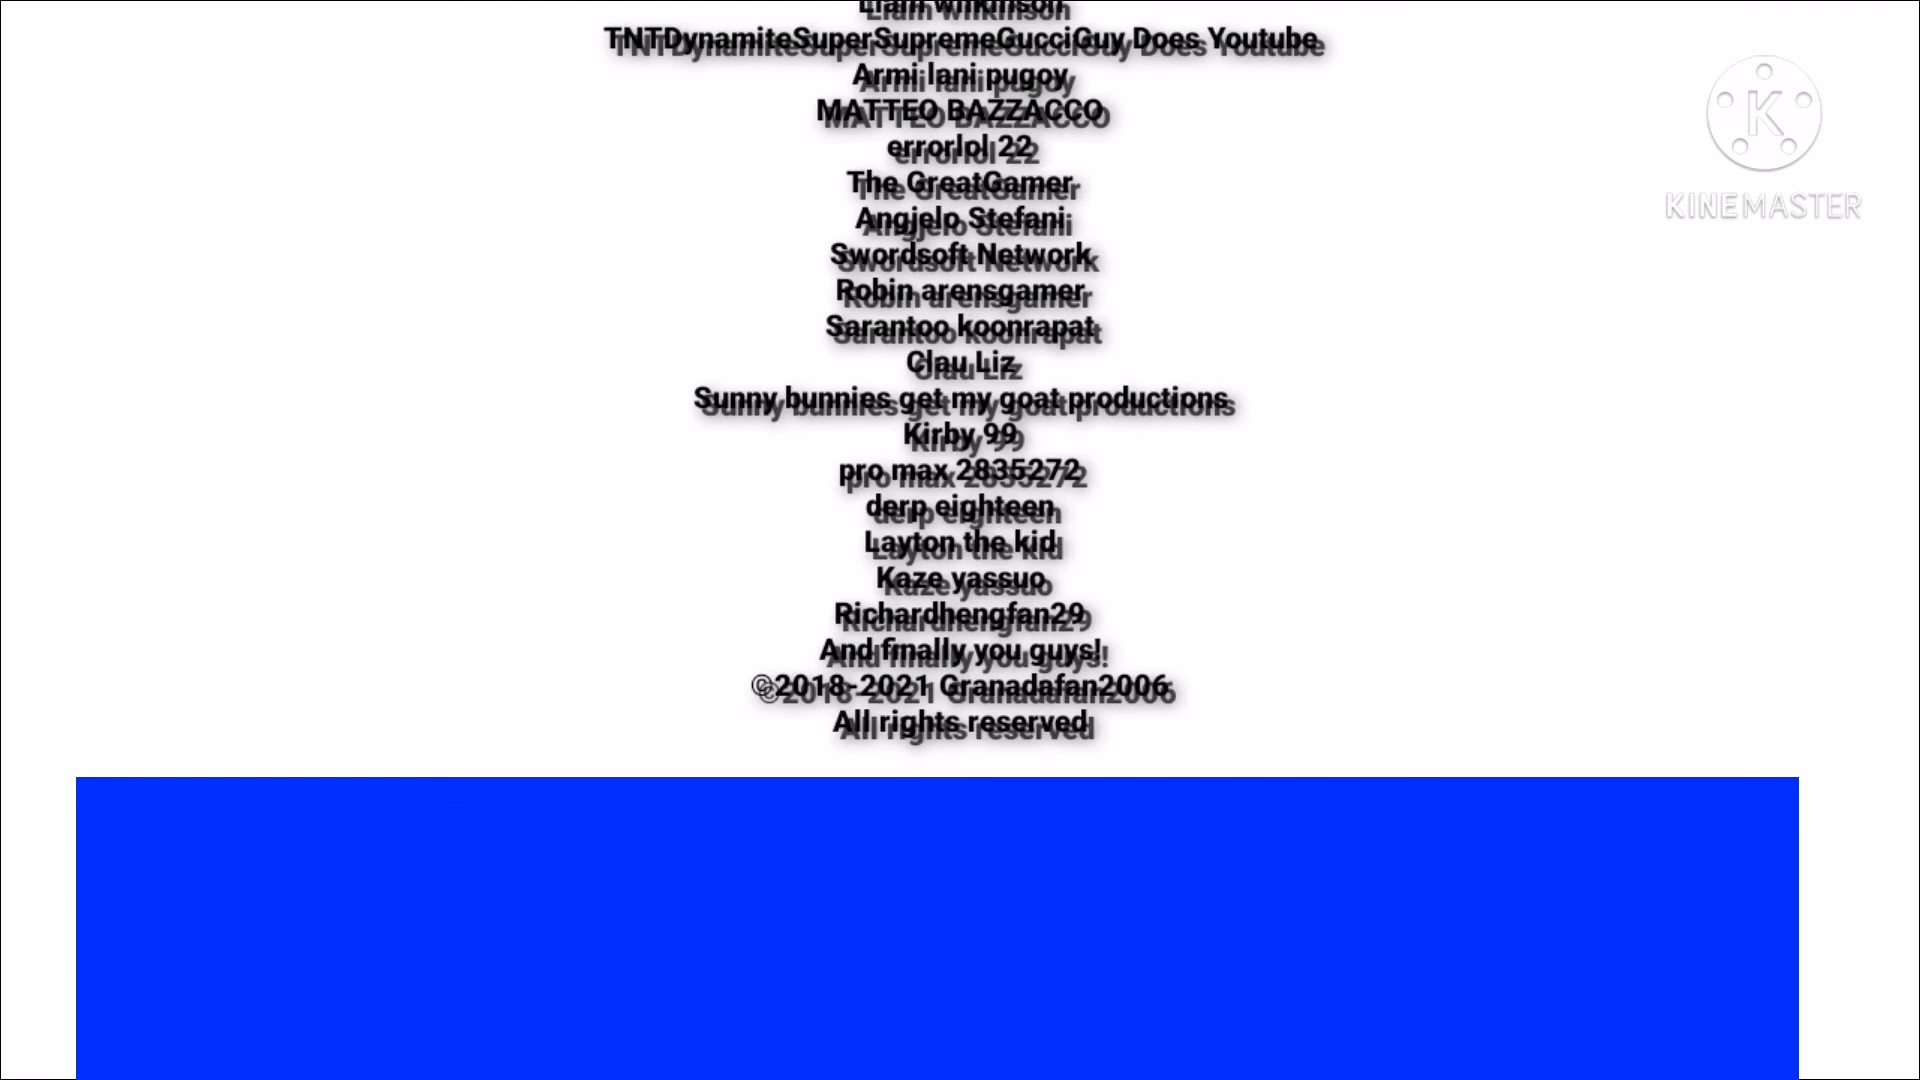 Liam wilkinson
TNTDynamiteSuperSupremeGucciGuy Does Youtube
Armi lani pugoy
MATTEO BAZZACCO
errorlol 22
The GreatGamer
Angjelo Stefani
Swordsoft Network
Robin arensgamer
Sarantoo koonrapat
Clau Liz
Sunny bunnies get my goat productions
Kirby 99
pro max 2835272
derp eighteen
Layton the kid
Kaze yassuo
Richardhengfan29
And finally you guys!
©2018-2021 Granadafan2006
All rights reserved
K
KINEMASTER